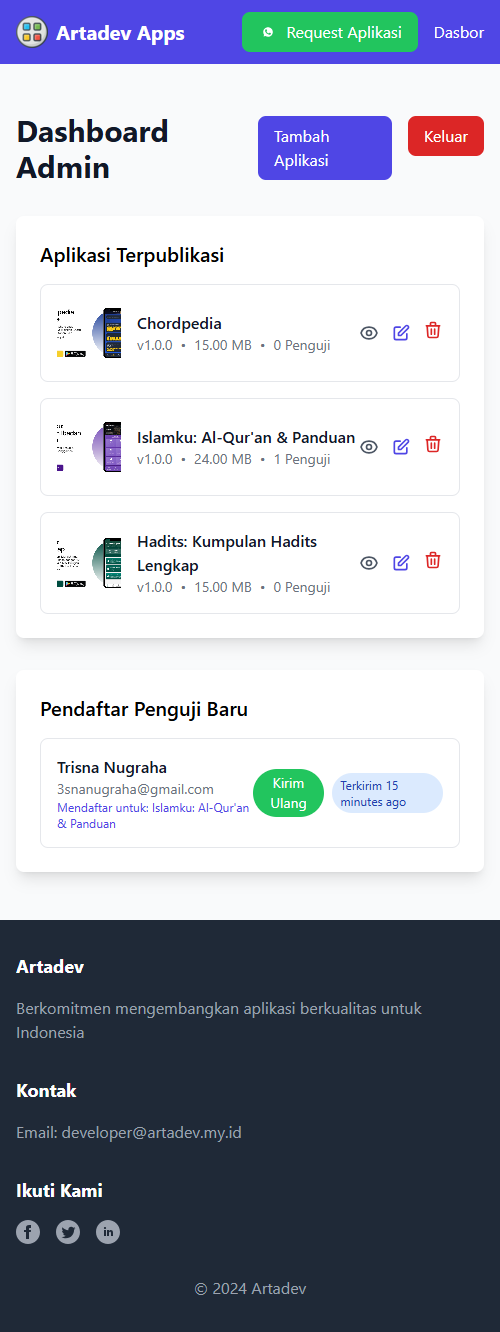 Artadev Apps
Request Aplikasi
Dasbor
Dashboard
Admin
Tambah
Aplikasi
Keluar
Aplikasi Terpublikasi
Chordpedia
v1.0.0 • 15.00 MB • 0 Penguji
Islamku: Al-Qur'an & Panduan
v1.0.0 • 24.00 MB • 1 Penguji
Hadits: Kumpulan Hadits
Lengkap
v1.0.0 • 15.00 MB • 0 Penguji
Pendaftar Penguji Baru
Trisna Nugraha
3snanugraha@gmail.com
Mendaftar untuk: Islamku: Al-Qur'an
& Panduan
Kirim
Ulang
Terkirim 15
minutes ago
Artadev
Berkomitmen mengembangkan aplikasi berkualitas untuk
Indonesia
Kontak
Email: developer@artadev.my.id
Ikuti Kami
© 2024 Artadev